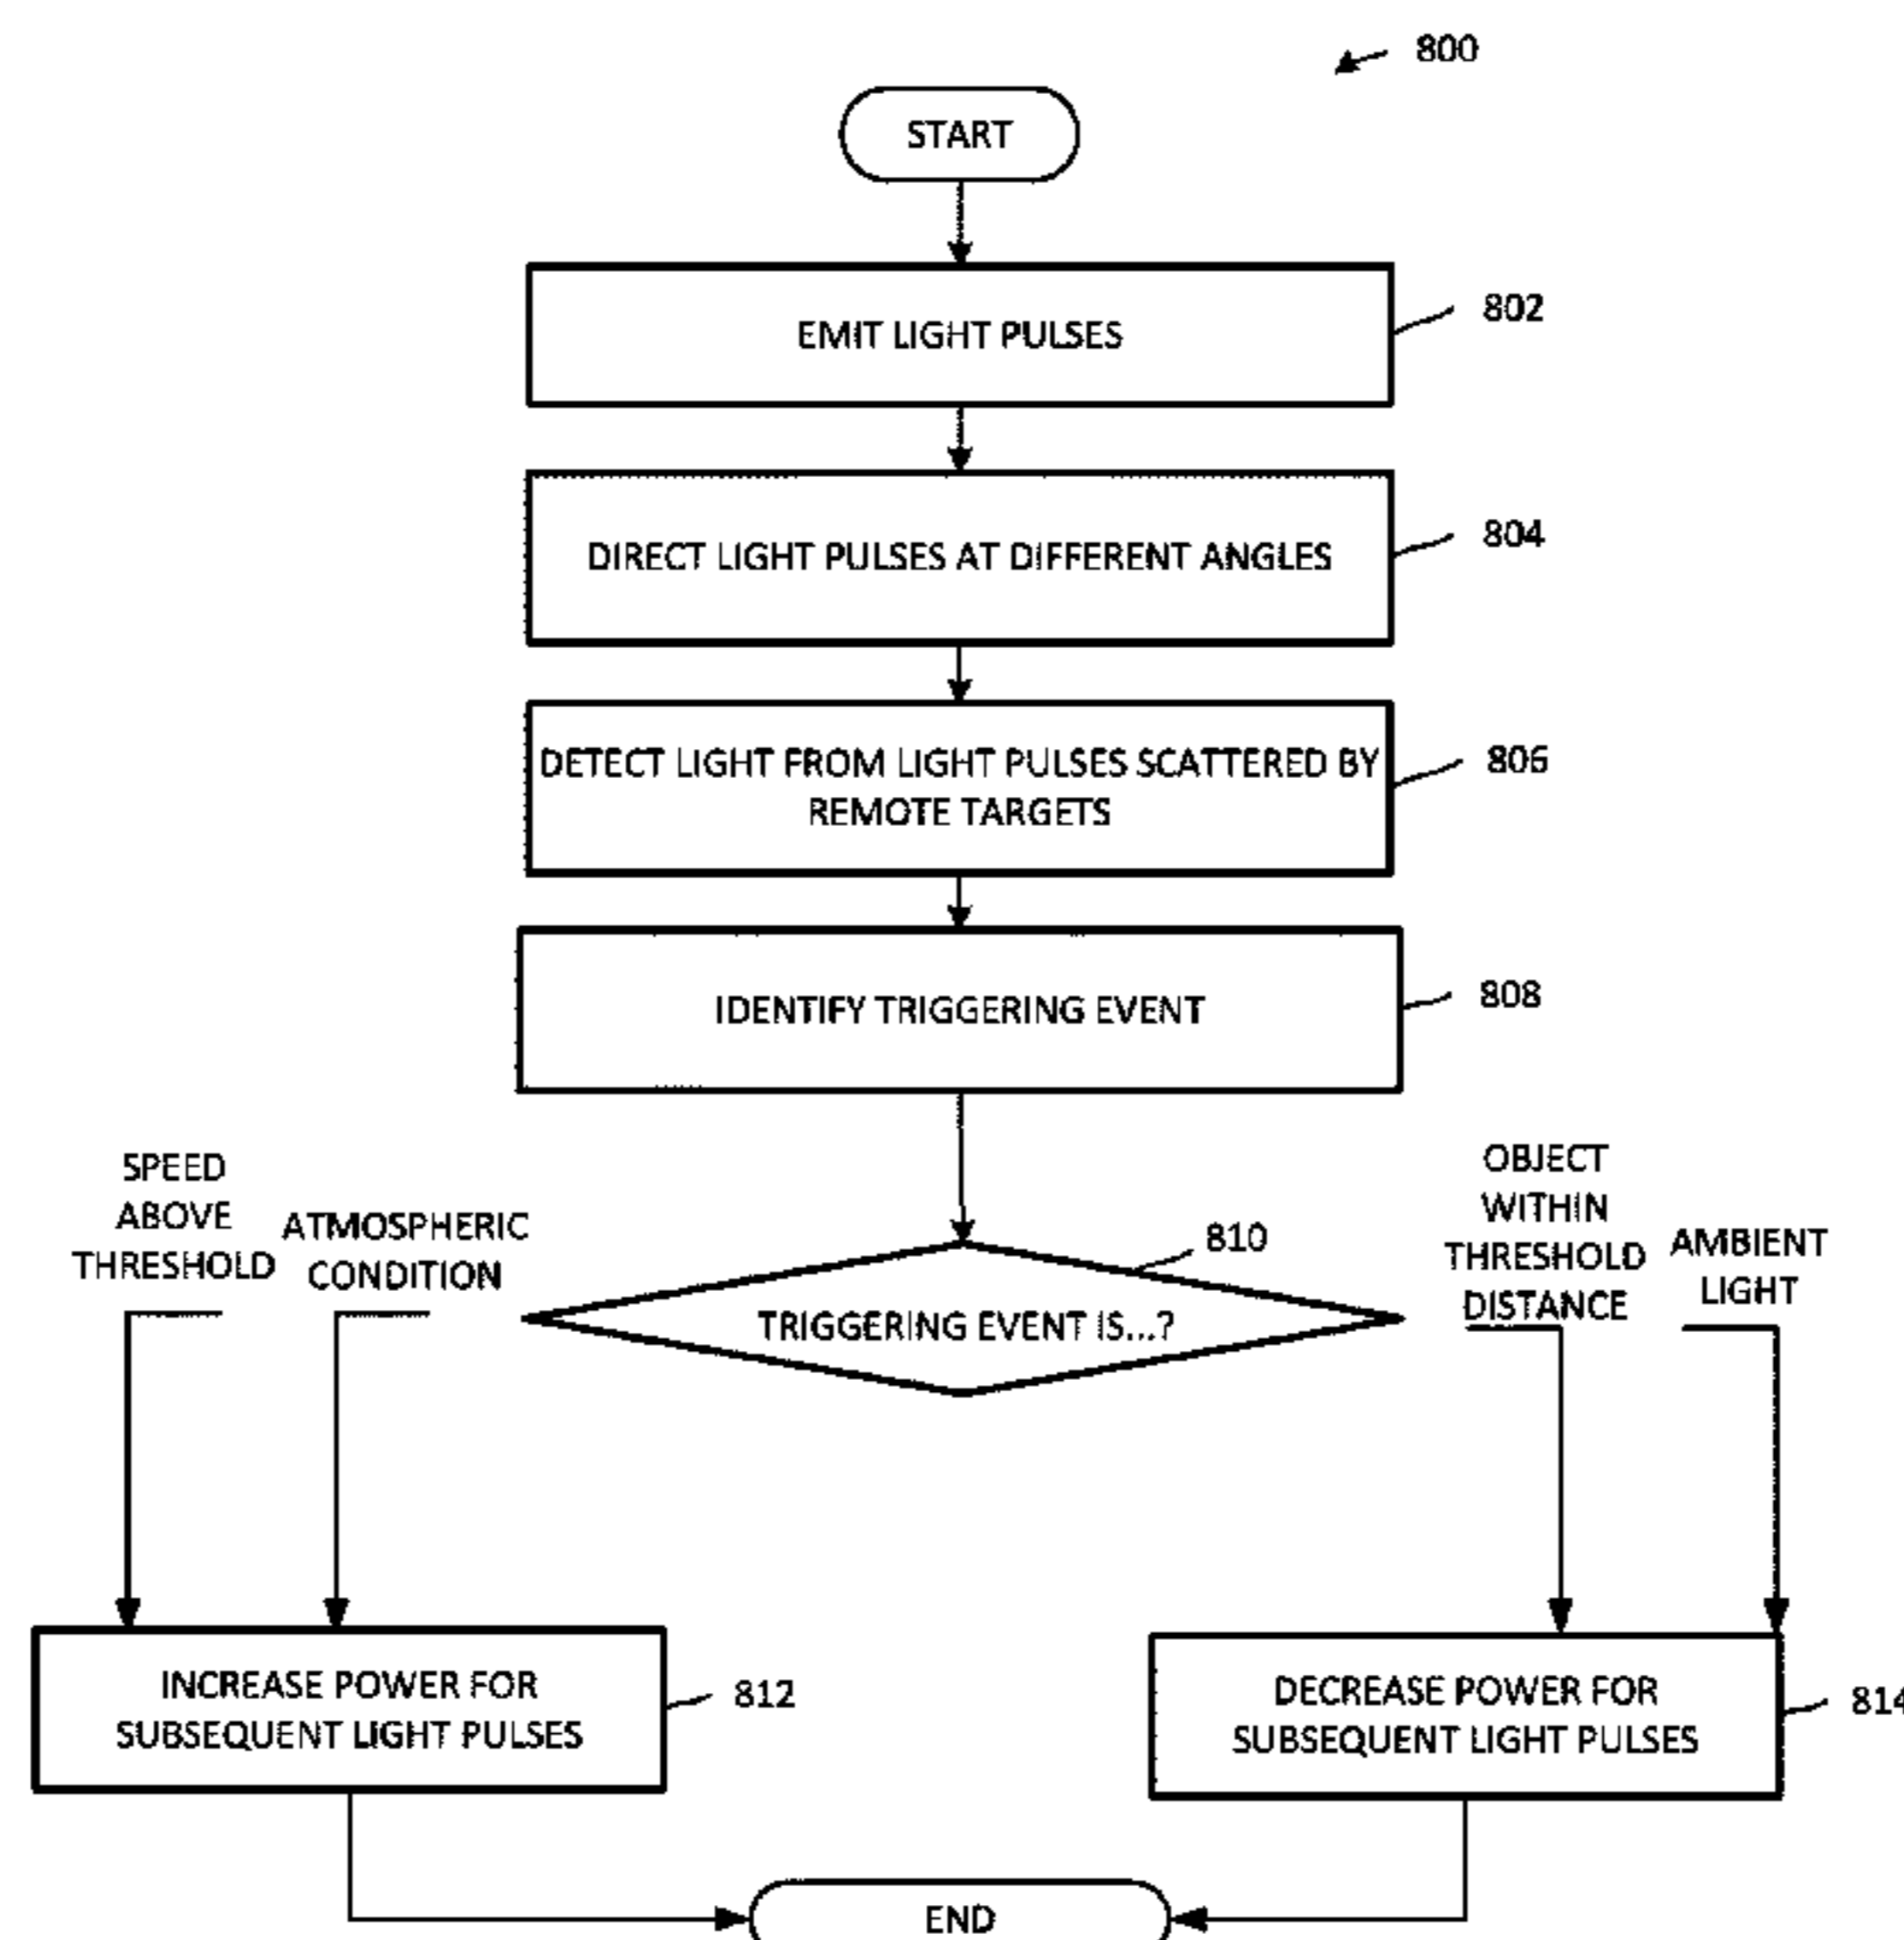 800
START
EMIT LIGHT PULSES
802
DIRECT LIGHT PULSES AT DIFFERENT ANGLES
804
DETECT LIGHT FROM LIGHT PULSES SCATTERED BY
REMOTE TARGETS
806
IDENTIFY TRIGGERING EVENT
808
SPEED
ABOVE
THRESHOLD
ATMOSPHERIC
CONDITION
810
TRIGGERING EVENT IS...?
OBJECT
WITHIN
THRESHOLD
DISTANCE
AMBIENT
LIGHT
INCREASE POWER FOR
SUBSEQUENT LIGHT PULSES
812
DECREASE POWER FOR
SUBSEQUENT LIGHT PULSES
814
END